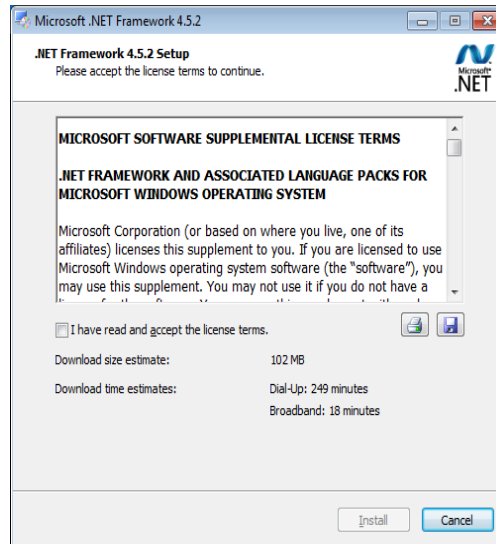 Microsoft .NET Framework 4.5.2
.NET Framework 4.5.2 Setup
Please accept the license terms to continue.
Microsoft
.NET
MICROSOFT SOFTWARE SUPPLEMENTAL LICENSE TERMS
.NET FRAMEWORK AND ASSOCIATED LANGUAGE PACKS FOR
MICROSOFT WINDOWS OPERATING SYSTEM
Microsoft Corporation (or based on where you live, one of its
affiliates) licenses this supplement to you. If you are licensed to use
Microsoft Windows operating system software (the “software”), you
may use this supplement. You may not use it if you do not have a
I have read and accept the license terms.
Download size estimate: 102 MB
Download time estimates: Dial-Up: 249 minutes
Broadband: 18 minutes
Install Cancel